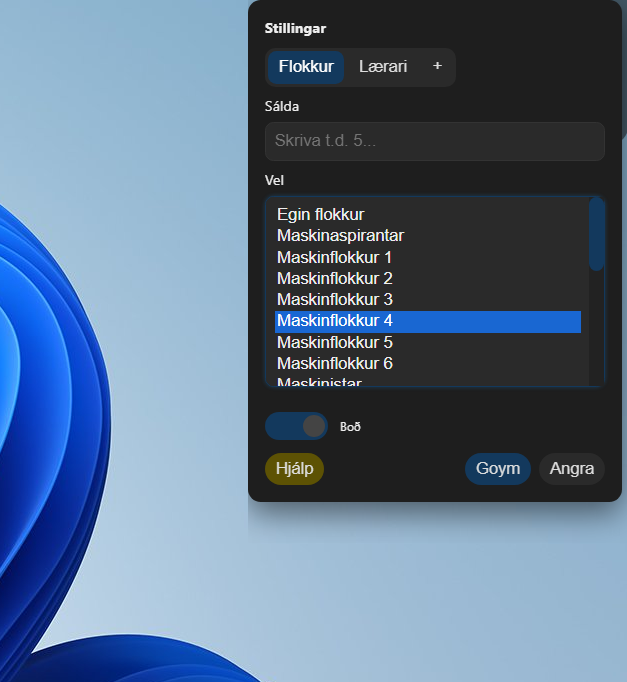 Stillingar
Flokkur Lærari +
Sálda
Skriva t.d. 5...
Vel
Egin flokkur
Maskinaspirantar
Maskinflokkur 1
Maskinflokkur 2
Maskinflokkur 3
Maskinflokkur 4
Maskinflokkur 5
Maskinflokkur 6
Maskinistar
Boð
Hjálp Goym Angra